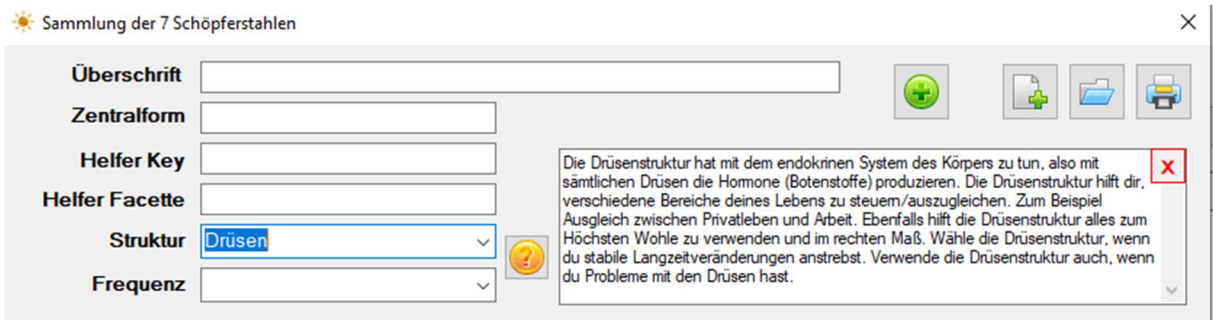 Sammlung der 7 Schöpferstahlen
Überschrift
Zentralform
Helfer Key
Helfer Facette
Struktur Drüsen
Frequenz
Die Drüsenstruktur hat mit dem endokrinen System des Körpers zu tun, also mit
sämtlichen Drüsen die Hormone (Botenstoffe) produzieren. Die Drüsenstruktur hilft dir,
verschiedene Bereiche deines Lebens zu steuern/auszugleichen. Zum Beispiel
Ausgleich zwischen Privatleben und Arbeit. Ebenfalls hilft die Drüsenstruktur alles zum
Höchsten Wohle zu verwenden und im rechten Maß. Wähle die Drüsenstruktur, wenn
du stabile Langzeitveränderungen anstrebst. Verwende die Drüsenstruktur auch, wenn
du Probleme mit den Drüsen hast.
X